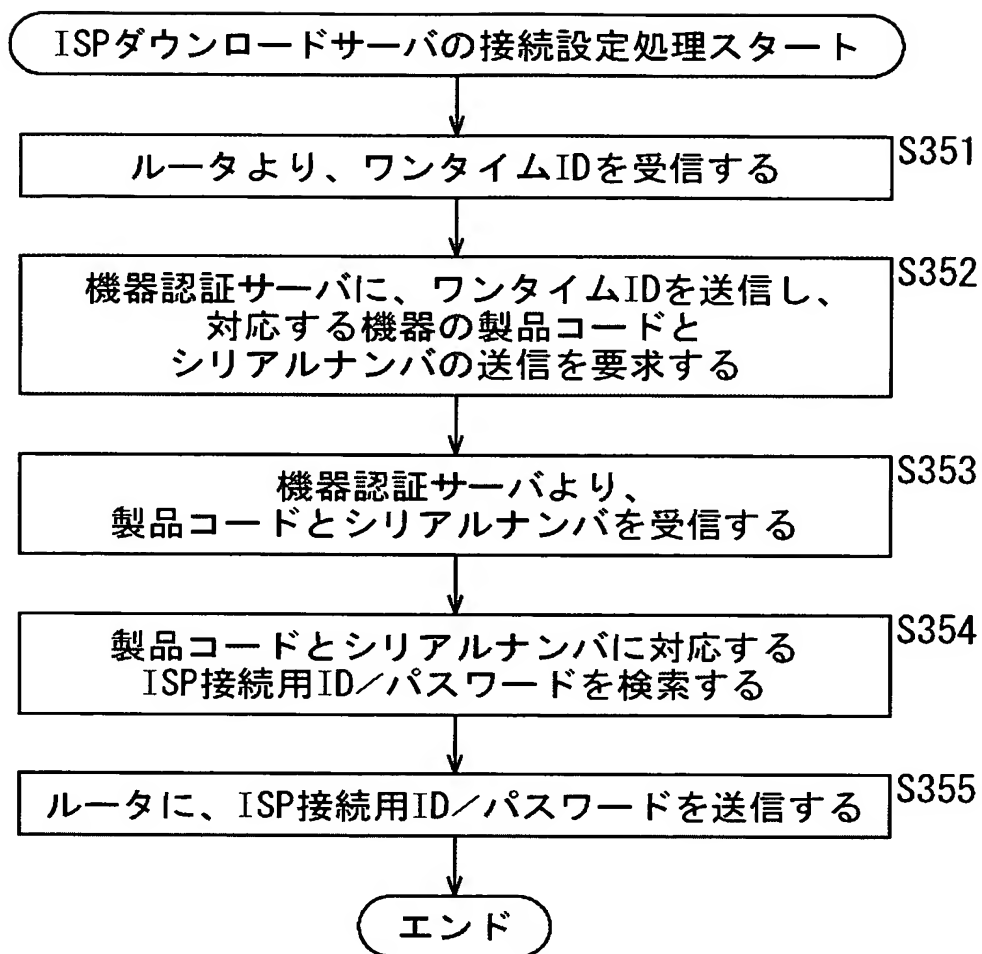 ISPダウンロードサーバの接続設定処理スタート
S351
ルータより、ワンタイムIDを受信する
S352
機器認証サーバに、ワンタイムIDを送信し、
対応する機器の製品コードと
シリアルナンバの送信を要求する
S353
機器認証サーバより、
製品コードとシリアルナンバを受信する
S354
製品コードとシリアルナンバに対応する
ISP接続用ID／パスワードを検索する
S355
ルータに、ISP接続用ID／パスワードを送信する
エンド